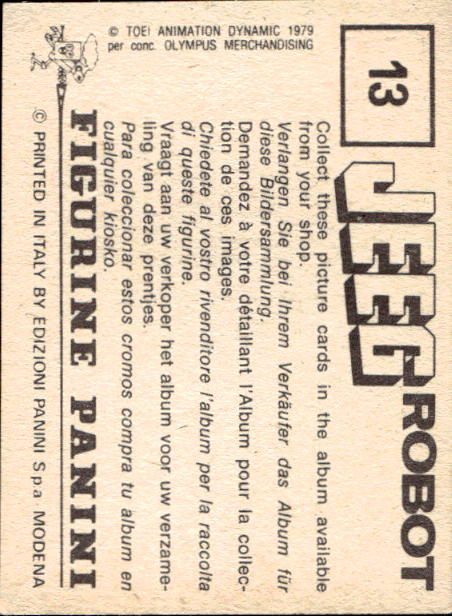 13
JEEG ROBOT
Collect these picture cards in the album available
from your shop.
Verlangen Sie bei Ihrem Verkäufer das Album für
diese Bildersammlung.
Demandez à votre détaillant l'Album pour la collec-
tion de ces images.
Chiedete al vostro rivenditore l'album per la raccolta
di queste figurine.
Vraagt aan uw verkoper het album voor uw verzame-
ling van deze prentjes.
Para coleccionar estos cromos compra tu album en
cualquier kiosko.
FIGURINE PANINI
© PRINTED IN ITALY BY EDIZIONI PANINI S.p.a. MODENA
© TOEI ANIMATION DYNAMIC 1979
per conc. OLYMPUS MERCHANDISING